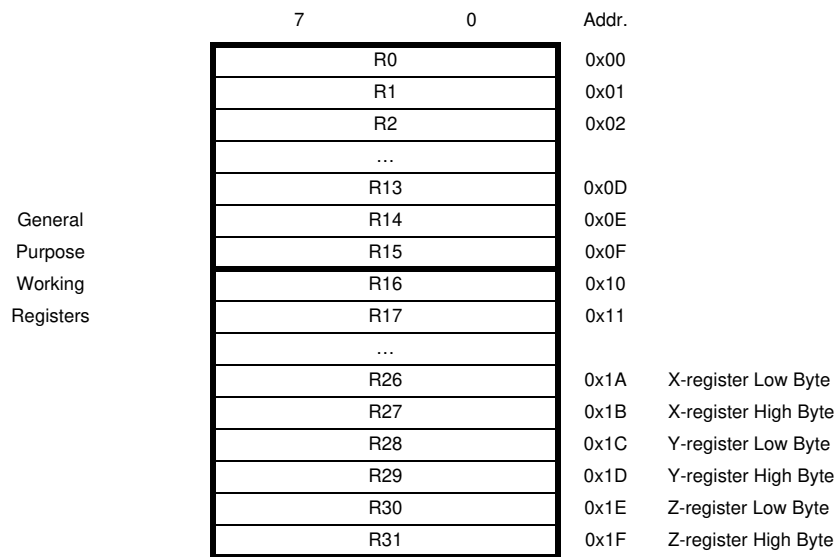 7 0 Addr.
R0 0x00
R1 0x01
R2 0x02
…
R13 0x0D
General R14 0x0E
Purpose R15 0x0F
Working R16 0x10
Registers R17 0x11
…
R26 0x1A X-register Low Byte
R27 0x1B X-register High Byte
R28 0x1C Y-register Low Byte
R29 0x1D Y-register High Byte
R30 0x1E Z-register Low Byte
R31 0x1F Z-register High Byte